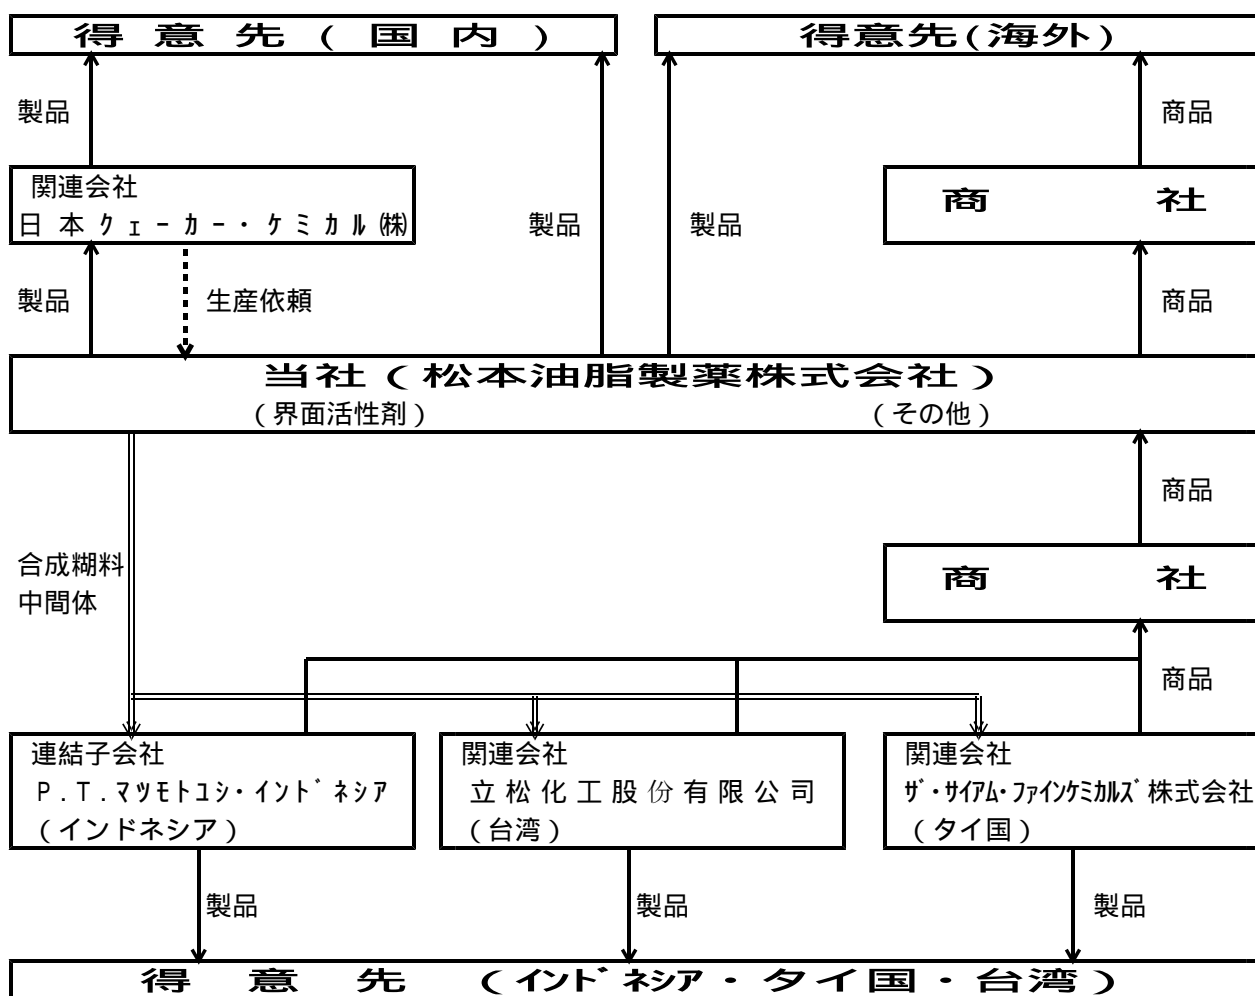 得意先(国内)
得意先(海外)
製品
商品
関連会社
日本クェーカー・ケミカル㈱
商社
製品
製品
製品
生産依頼
商品
当社(松本油脂製薬株式会社)
(界面活性剤)
(その他)
商品
合成糊料
中間体
商社
商品
連結子会社
P.T.マツモトユシ・インドネシア
(インドネシア)
関連会社
立松化工股份有限公司
(台湾)
関連会社
ザ・サイアム・ファインケミカルズ株式会社
(タイ国)
製品
製品
製品
得意先(インドネシア・タイ国・台湾)